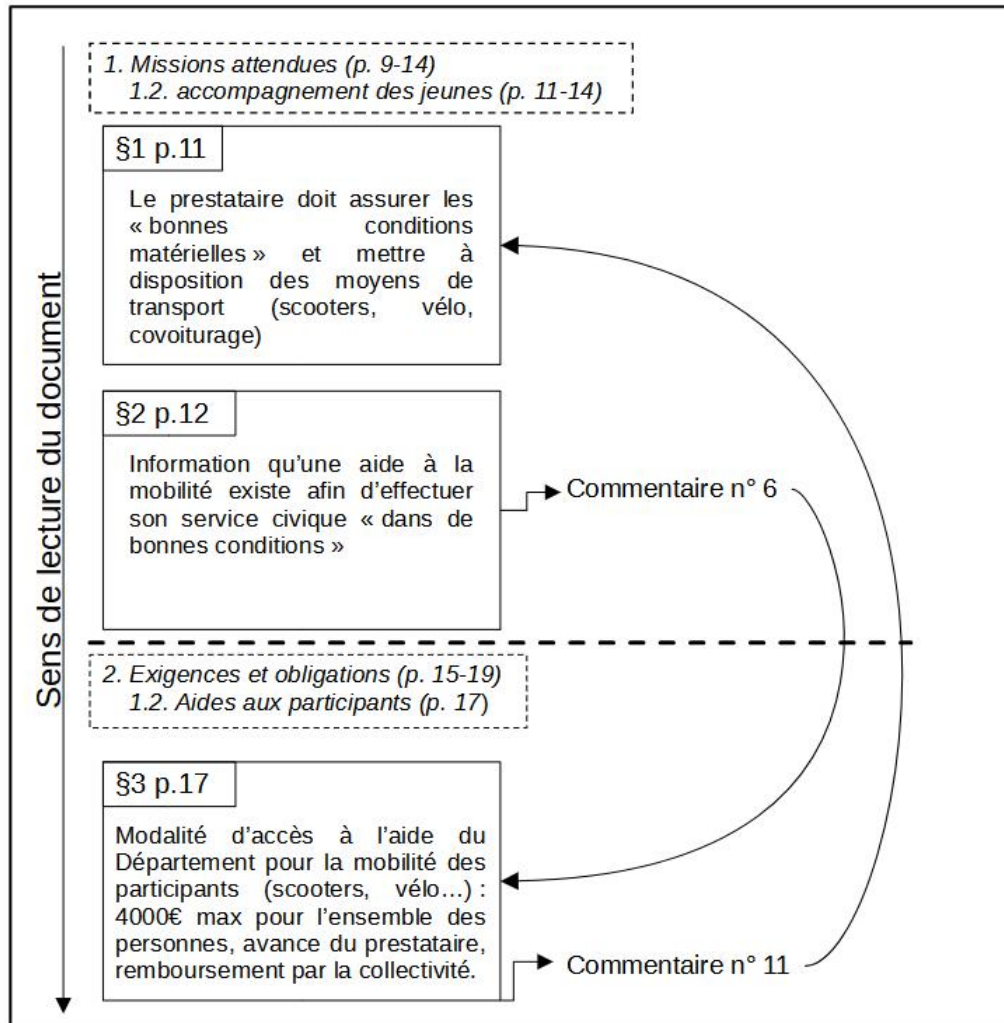 Sens de lecture du document
1. Missions attendues (p. 9-14)
1.2. accompagnement des jeunes (p. 11-14)
§1 p.11
Le prestataire doit assurer les
« bonnes conditions
matérielles » et mettre à
disposition des moyens de
transport (scooters, vélo,
covoiturage)
§2 p.12
Information qu’une aide à la
mobilité existe afin d’effectuer
son service civique « dans de
bonnes conditions »
Commentaire n° 6
2. Exigences et obligations (p. 15-19)
1.2. Aides aux participants (p. 17)
§3 p.17
Modalité d’accès à l’aide du
Département pour la mobilité des
participants (scooters, vélo…) :
4000€ max pour l’ensemble des
personnes, avance du prestataire,
remboursement par la collectivité.
Commentaire n° 11